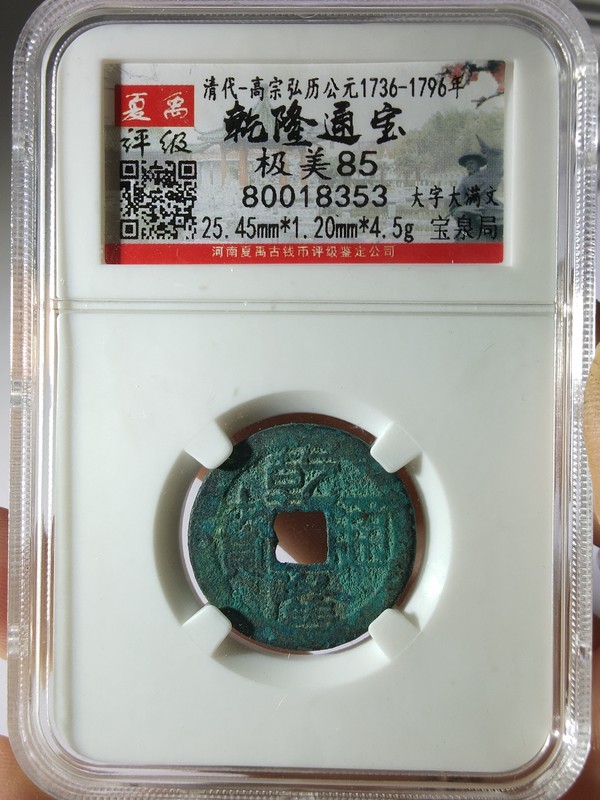 夏禹
评级
清代-高宗弘历公元1736-1796年
乾隆通宝
极美85
80018353 大字大满文
25.45mm*1.20mm*4.5g 宝泉局
河南夏禹古钱币评级鉴定公司
乾隆